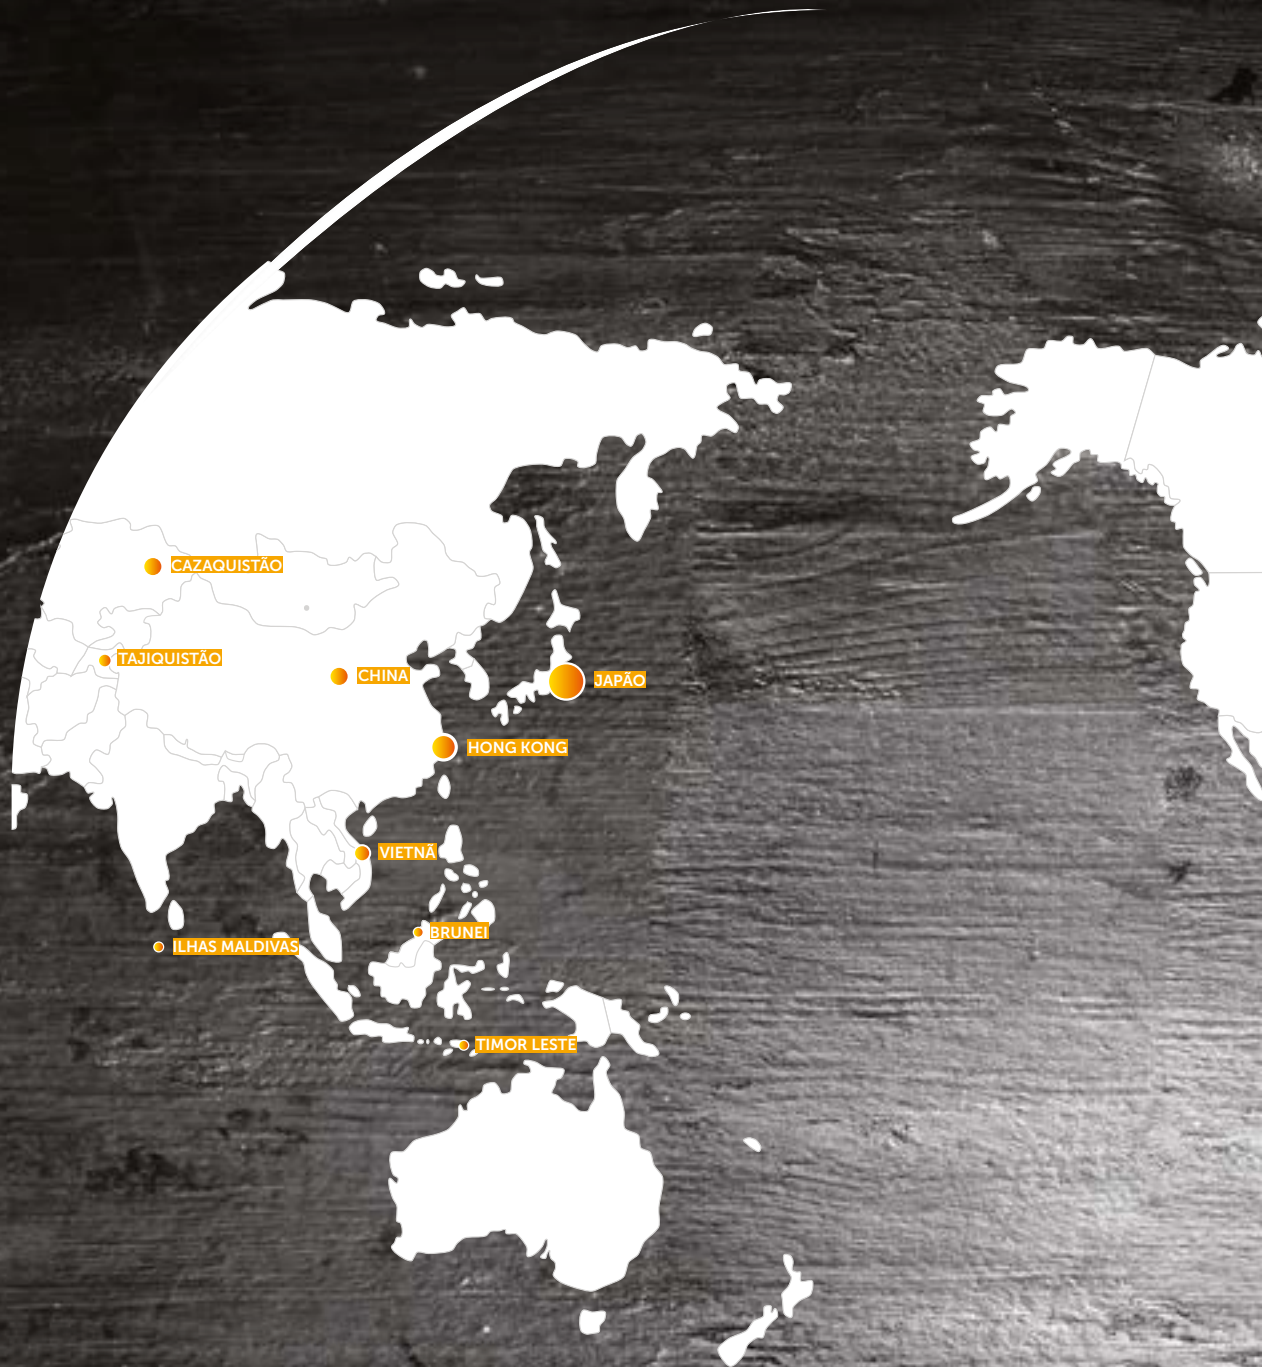 CAZAQUISTÃO
TAJIQUISTÃO
CHINA
JAPÃO
HONG KONG
VIETNÃ
BRUNEI
ILHAS MALDIVAS
TIMOR LESTE